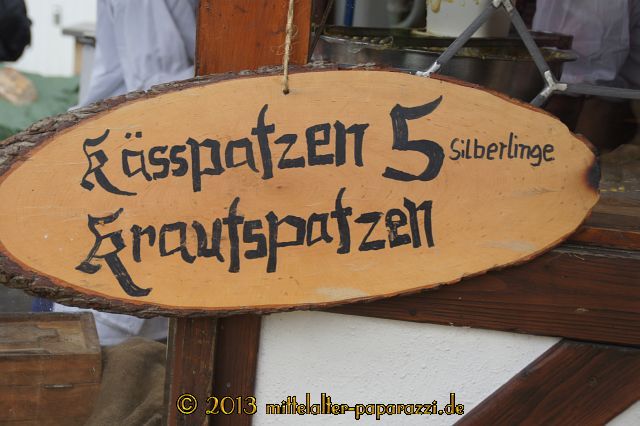 Kässpatzen 5 Silberlinge
Krautspatzen
© 2013 mittelalter-paparazzi.de